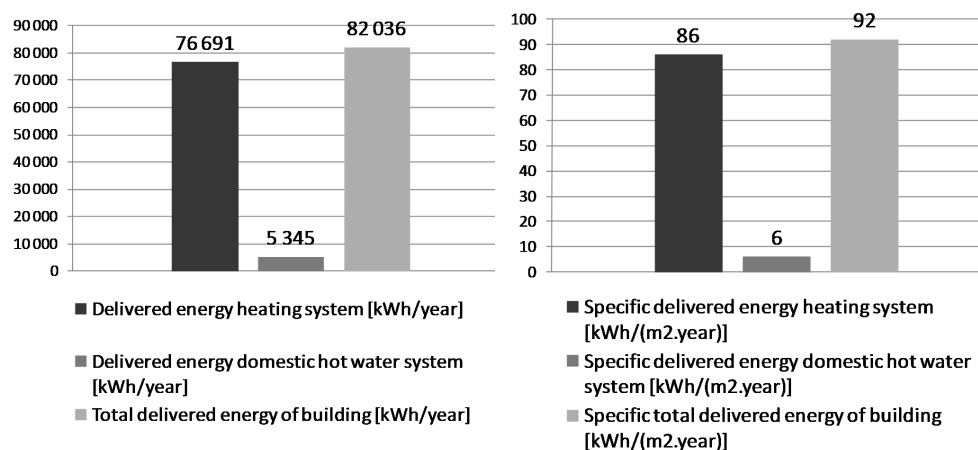 90 000
80 000
70 000
60 000
50 000
40 000
30 000
20 000
10 000
0
76 691
5 345
82 036
Delivered energy heating system [kWh/year]
Delivered energy domestic hot water system
[kWh/year]
Total delivered energy of building [kWh/year]
100
90
80
70
60
50
40
30
20
10
0
86
6
92
Specific delivered energy heating system
[kWh/(m2.year)]
Specific delivered energy domestic hot water
system [kWh/(m2.year)]
Specific total delivered energy of building
[kWh/(m2.year)]